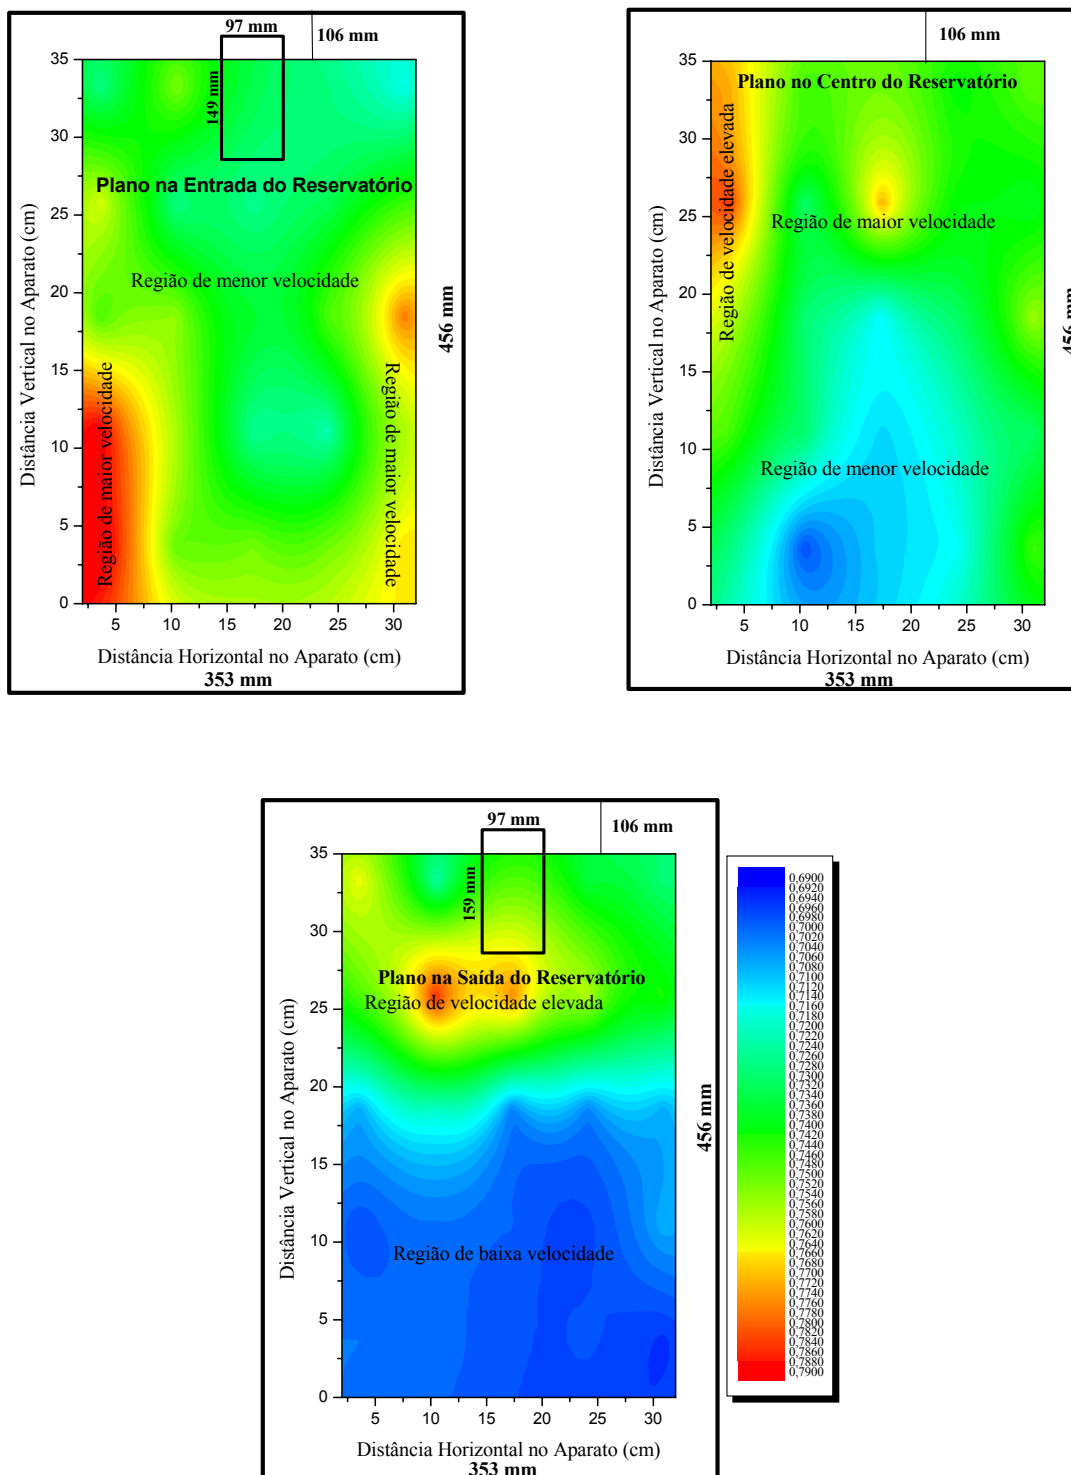 97 mm
106 mm
149 mm
35
30
25
20
15
10
5
0
Distância Vertical no Aparato (cm)
Plano na Entrada do Reservatório
Região de menor velocidade
Região de maior velocidade
Região de maior velocidade
456 mm
5 10 15 20 25 30
Distância Horizontal no Aparato (cm)
353 mm
106 mm
35
30
25
20
15
10
5
0
Distância Vertical no Aparato (cm)
Plano no Centro do Reservatório
Região de velocidade elevada
Região de maior velocidade
Região de menor velocidade
456 mm
5 10 15 20 25 30
Distância Horizontal no Aparato (cm)
353 mm
97 mm
106 mm
159 mm
35
30
25
20
15
10
5
0
Distância Vertical no Aparato (cm)
Plano na Saída do Reservatório
Região de velocidade elevada
Região de baixa velocidade
456 mm
5 10 15 20 25 30
Distância Horizontal no Aparato (cm)
353 mm
0,6900
0,6920
0,6940
0,6960
0,6980
0,7000
0,7020
0,7040
0,7060
0,7080
0,7100
0,7140
0,7160
0,7180
0,7200
0,7220
0,7240
0,7260
0,7280
0,7300
0,7320
0,7340
0,7360
0,7380
0,7400
0,7420
0,7440
0,7460
0,7480
0,7500
0,7520
0,7540
0,7560
0,7580
0,7600
0,7620
0,7640
0,7660
0,7680
0,7700
0,7720
0,7740
0,7760
0,7780
0,7800
0,7820
0,7840
0,7860
0,7880
0,7900